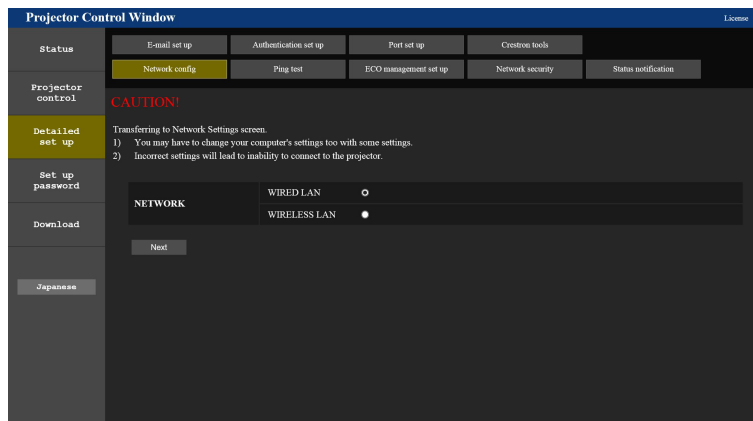 Projector Control Window
License
Status
Projector
control
Detailed
set up
Set up
password
Download
Japanese
E-mail set up
Authentication set up
Port set up
Crestron tools
Network config
Ping test
ECO management set up
Network security
Status notification
CAUTION!
Transferring to Network Settings screen.
1) You may have to change your computer's settings too with some settings.
2) Incorrect settings will lead to inability to connect to the projector.
NETWORK
WIRED LAN
WIRELESS LAN
Next